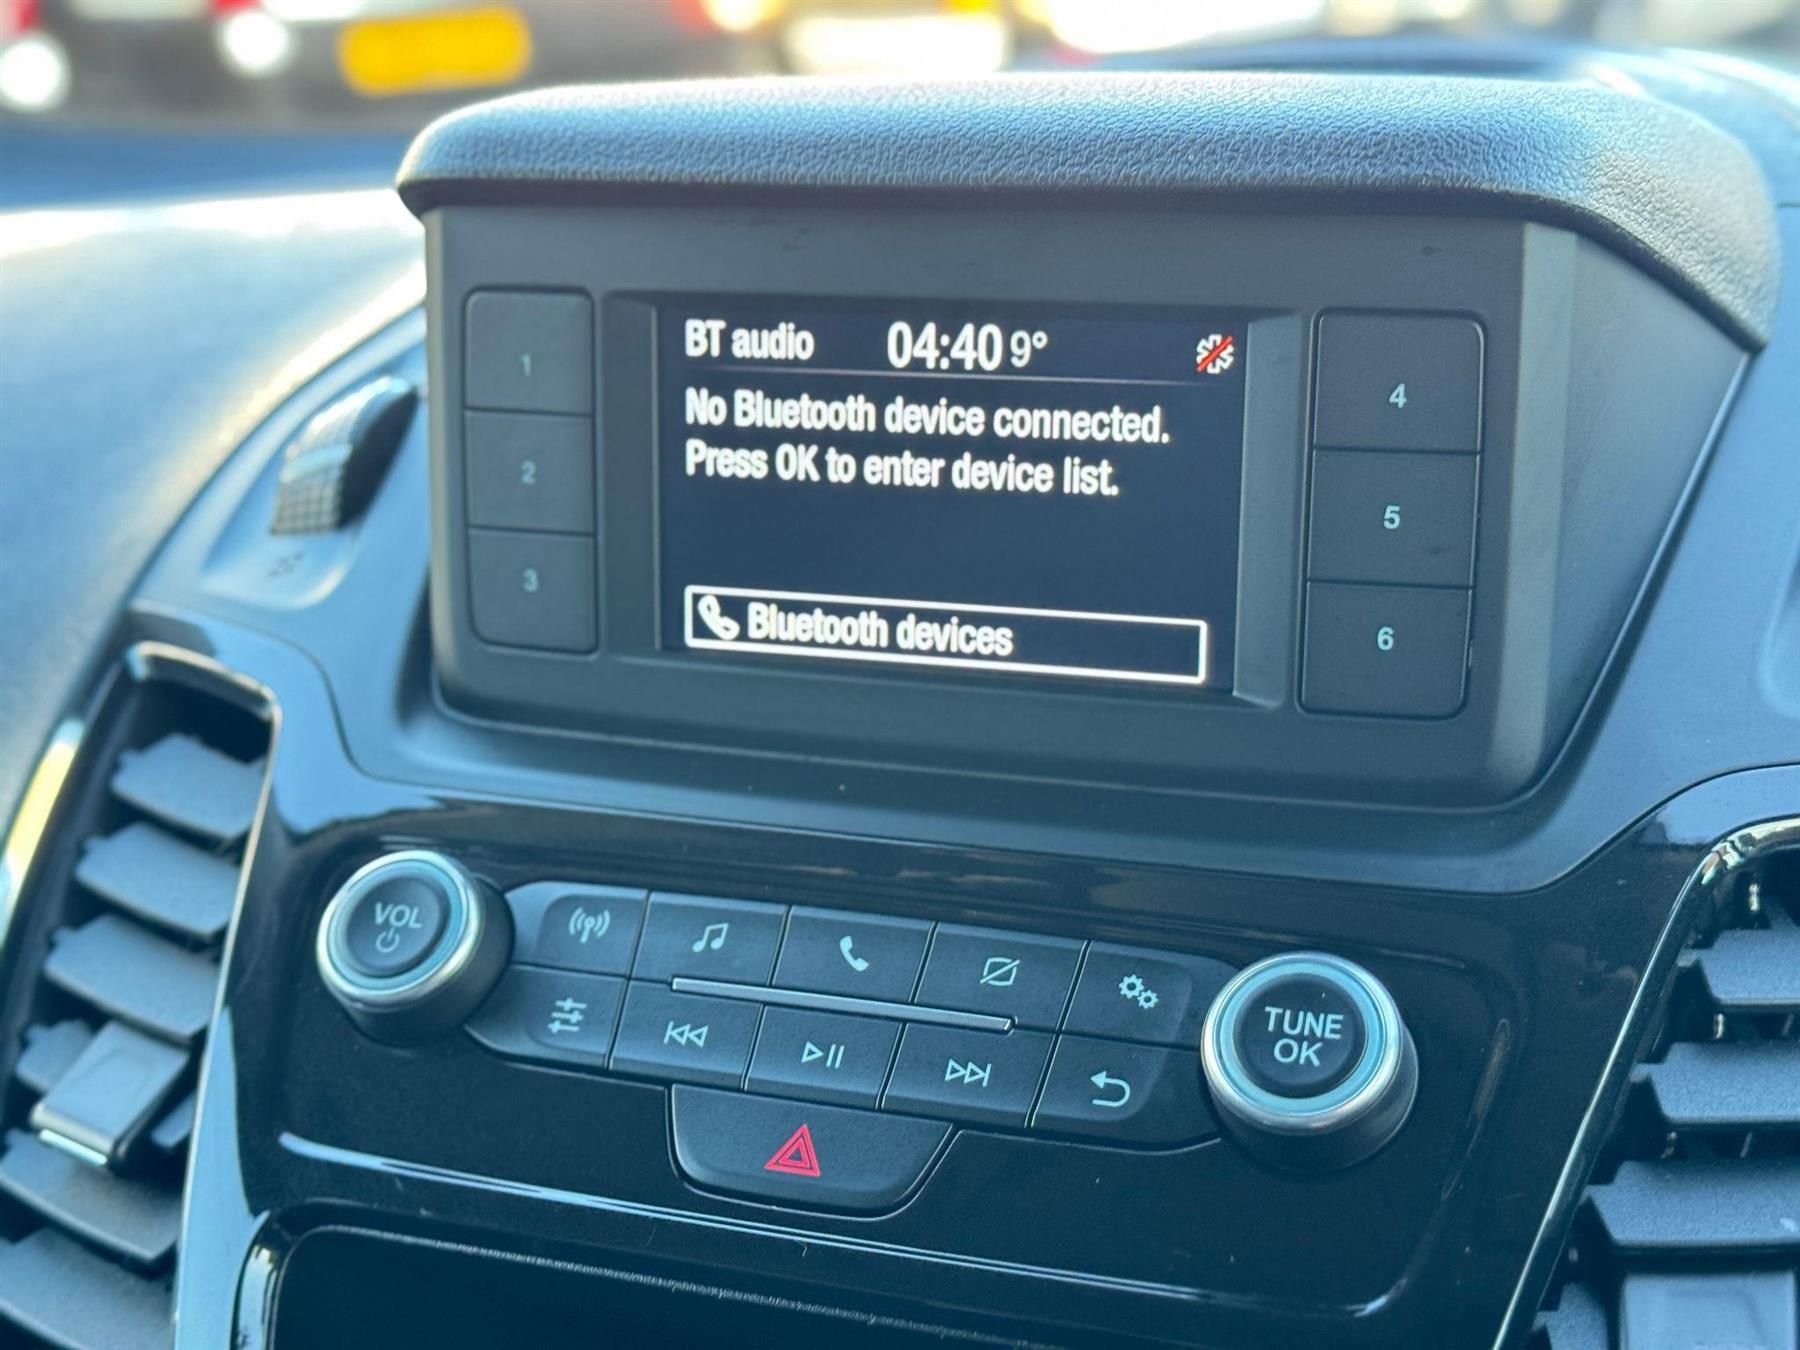 BT audio 04:40 9°
No Bluetooth device connected.
Press OK to enter device list.
Bluetooth devices
1
2
3
4
5
6
VOL
TUNE
OK